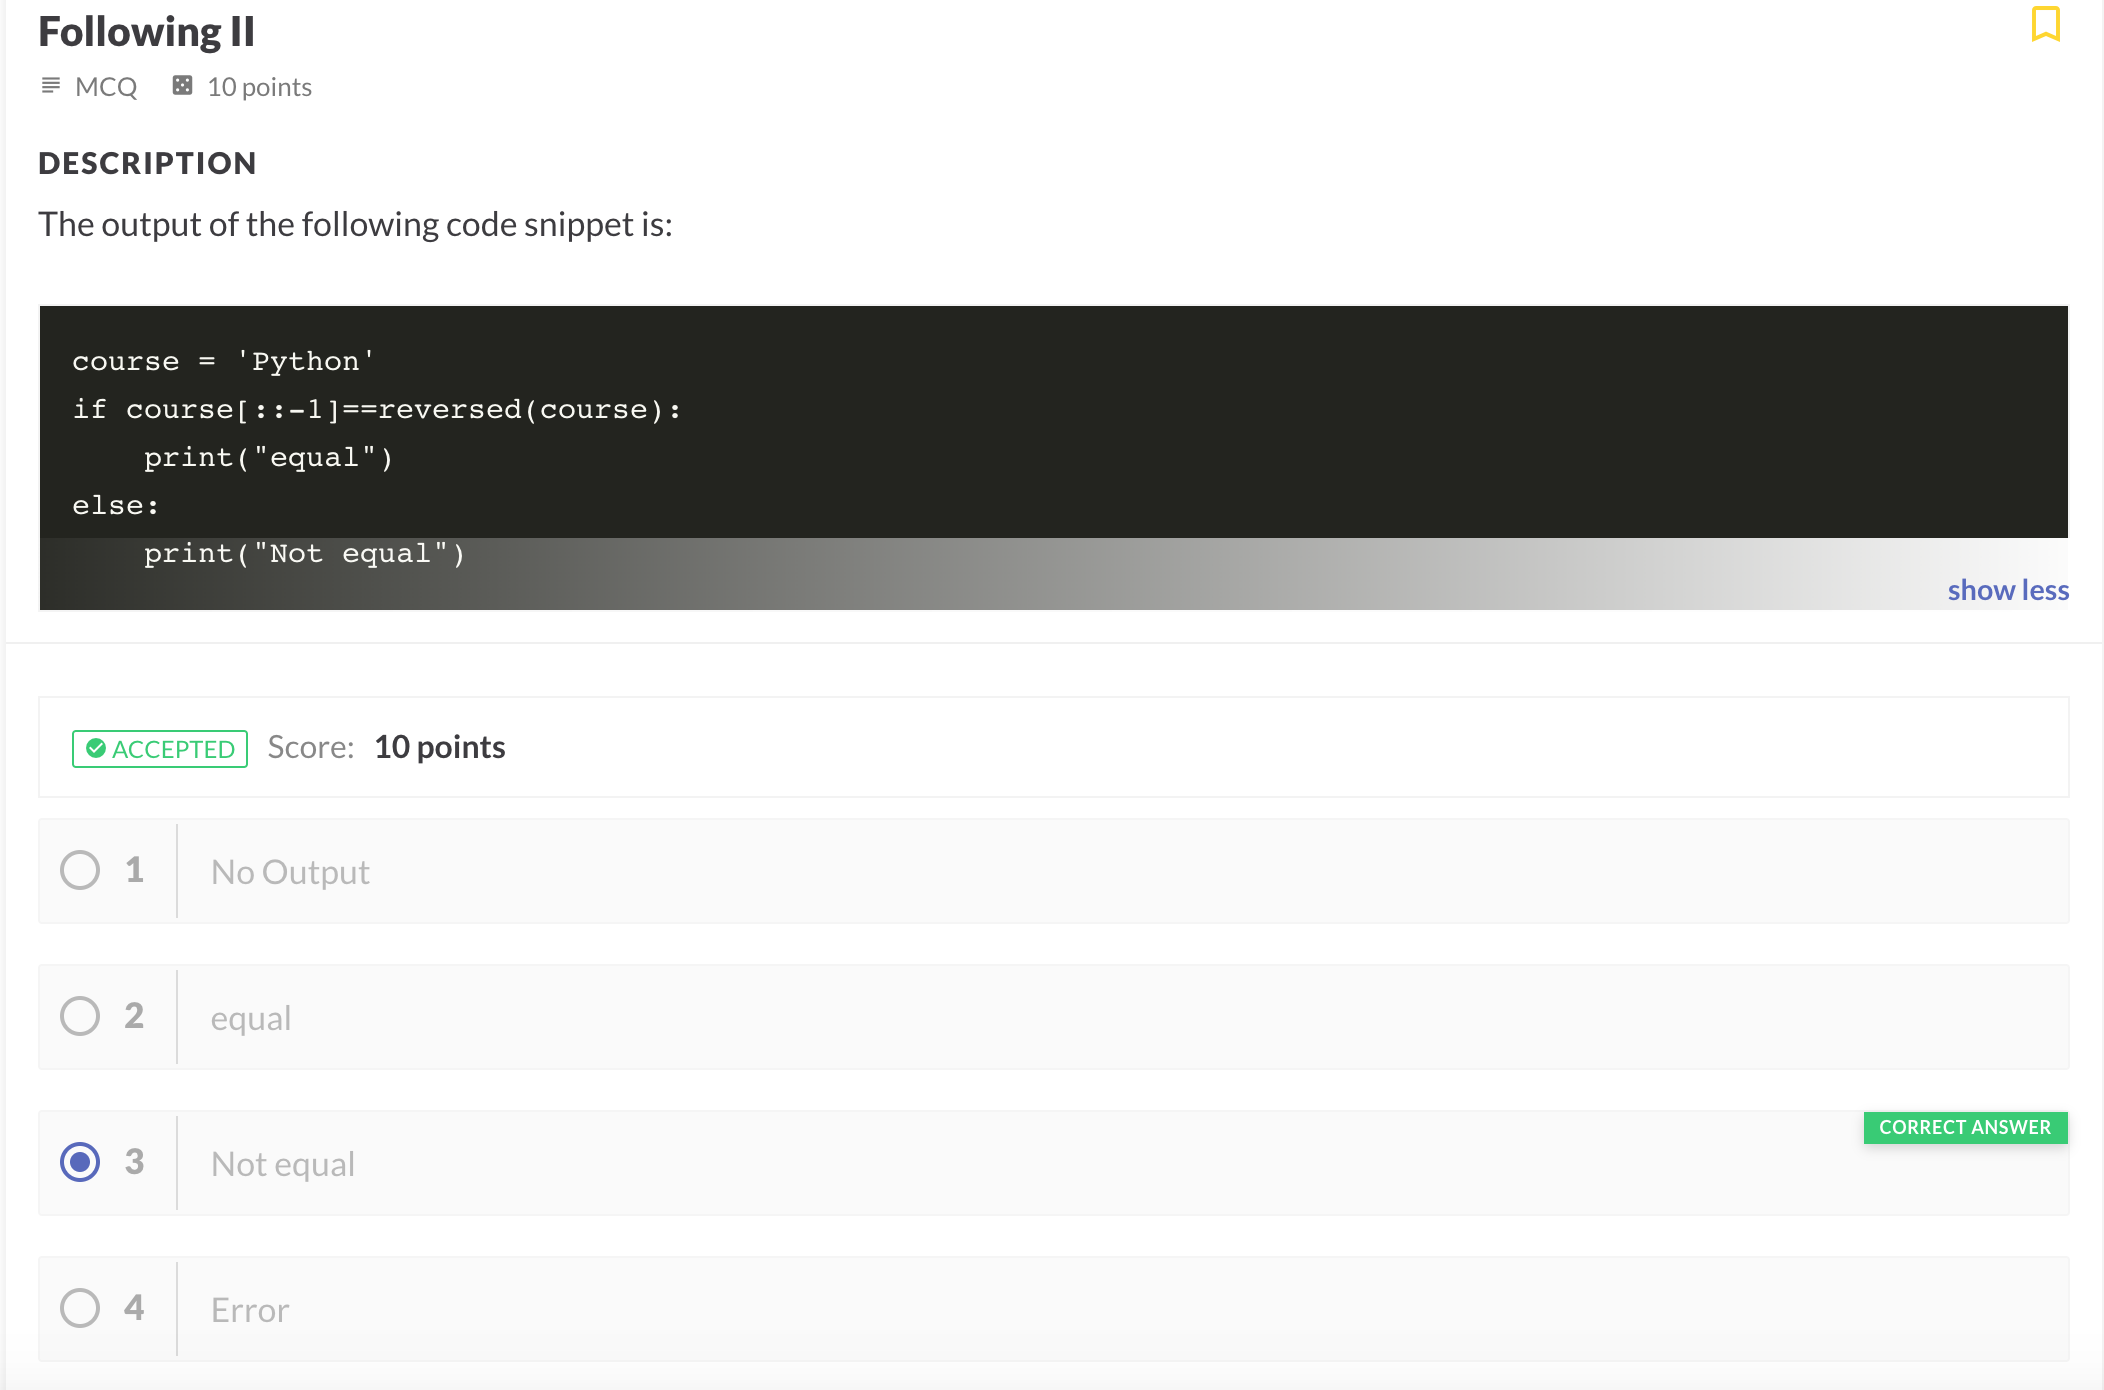 Following II
MCQ 10 points
DESCRIPTION
The output of the following code snippet is:
course = 'Python'
if course[::-1]==reversed(course):
    print("equal")
else:
    print("Not equal")
show less
ACCEPTED Score: 10 points
1 No Output
2 equal
CORRECT ANSWER
3 Not equal
4 Error